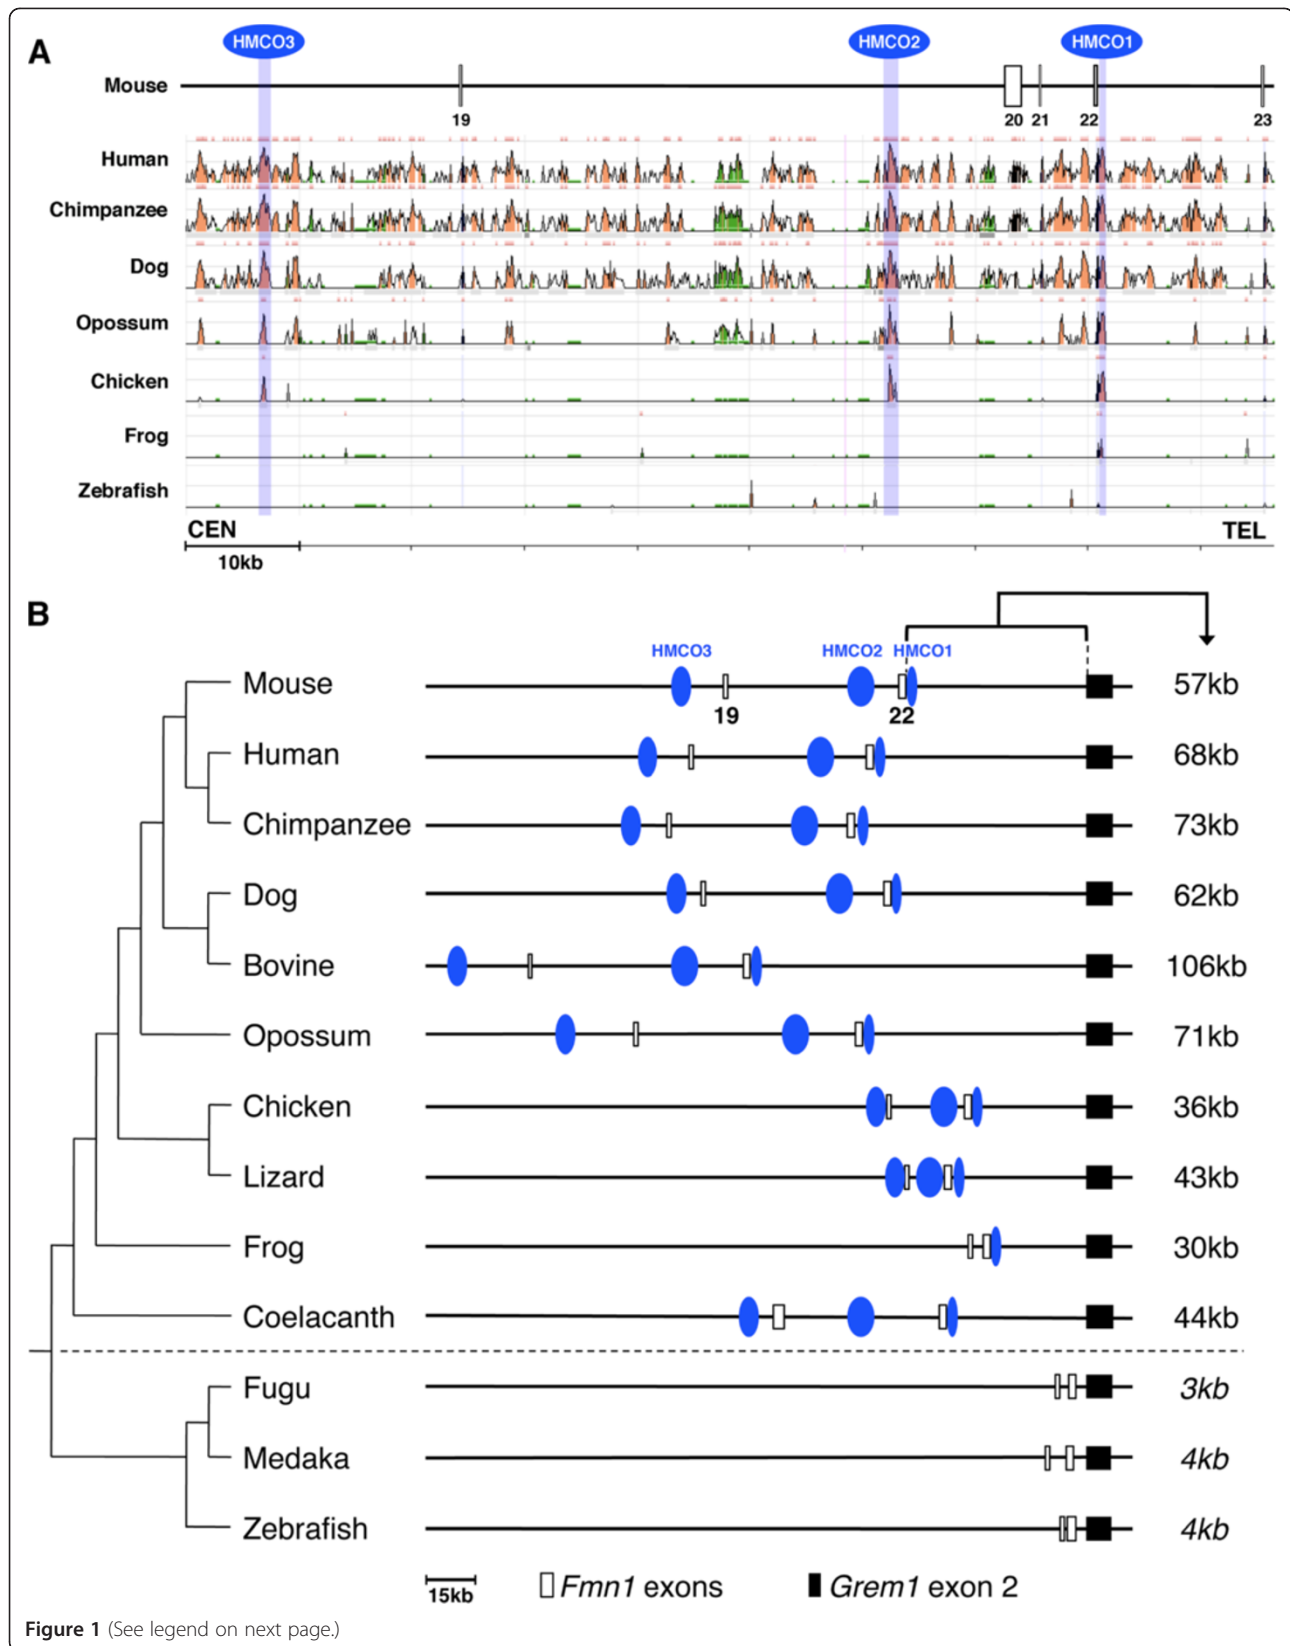 A
HMCO3 HMCO2 HMCO1
Mouse
19 20 21 22 23
Human
Chimpanzee
Dog
Opossum
Chicken
Frog
Zebrafish
CEN TEL
10kb
B
HMCO3 HMCO2 HMCO1
Mouse 57kb
19 22
Human 68kb
Chimpanzee 73kb
Dog 62kb
Bovine 106kb
Opossum 71kb
Chicken 36kb
Lizard 43kb
Frog 30kb
Coelacanth 44kb
Fugu 3kb
Medaka 4kb
Zebrafish 4kb
15kb Fmn1 exons Grem1 exon 2
Figure 1 (See legend on next page.)